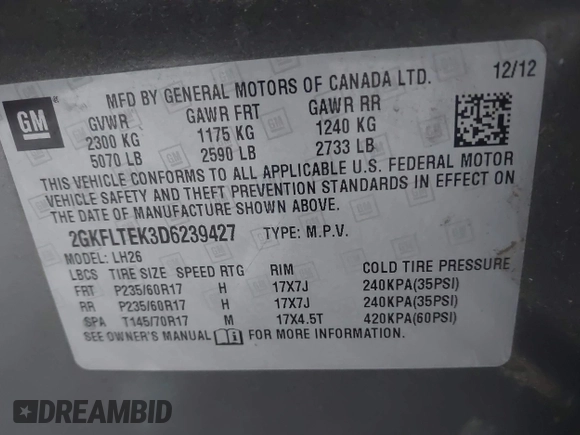 GM
MFD BY GENERAL MOTORS OF CANADA LTD. 12/12
GVWR GAWR FRT GAWR RR
2300 KG 1175 KG 1240 KG
5070 LB 2590 LB 2733 LB
THIS VEHICLE CONFORMS TO ALL APPLICABLE U.S. FEDERAL MOTOR
VEHICLE SAFETY AND THEFT PREVENTION STANDARDS IN EFFECT ON
THE DATE OF MANUFACTURE SHOWN ABOVE.
2GKFLTEK3D6239427 TYPE: M.P.V.
MODEL: LH26
LBCS TIRE SIZE SPEED RTG RIM COLD TIRE PRESSURE
FRT P235/60R17 H 17X7J 240KPA(35PSI)
RR P235/60R17 H 17X7J 240KPA(35PSI)
SPA T145/70R17 M 17X4.5T 420KPA(60PSI)
SEE OWNER'S MANUAL FOR MORE INFORMATION.
DREAMBID